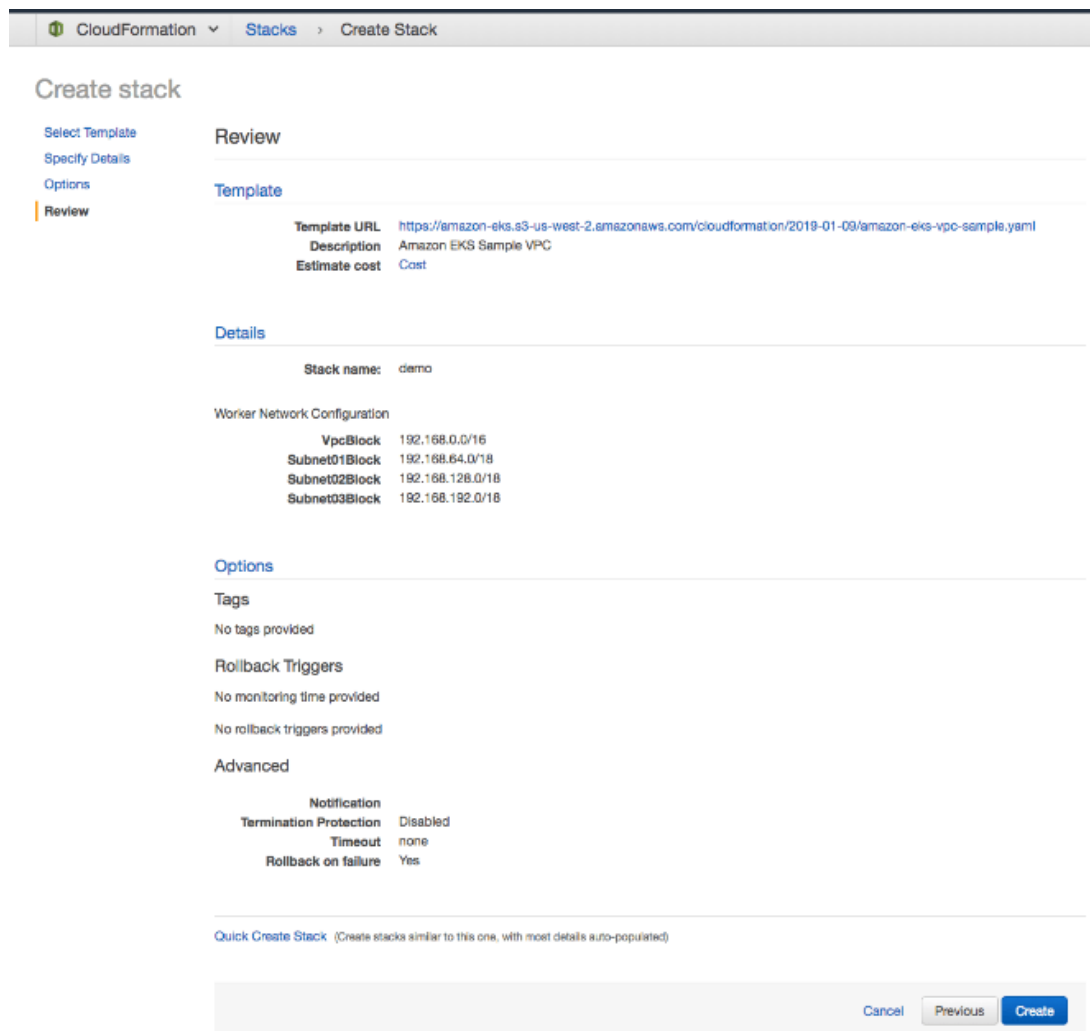 CloudFormation Stacks › Create Stack
Create stack
Select Template
Specify Details
Options
Review
Review
Template
Template URL https://amazon-eks.s3-us-west-2.amazonaws.com/cloudformation/2019-01-09/amazon-eks-vpc-sample.yaml
Description Amazon EKS Sample VPC
Estimate cost Cost
Details
Stack name: demo
Worker Network Configuration
VpcBlock 192.168.0.0/16
Subnet01Block 192.168.64.0/18
Subnet02Block 192.168.128.0/18
Subnet03Block 192.168.192.0/18
Options
Tags
No tags provided
Rollback Triggers
No monitoring time provided
No rollback triggers provided
Advanced
Notification
Termination Protection Disabled
Timeout none
Rollback on failure Yes
Quick Create Stack (Create stacks similar to this one, with most details auto-populated)
Cancel Previous Create